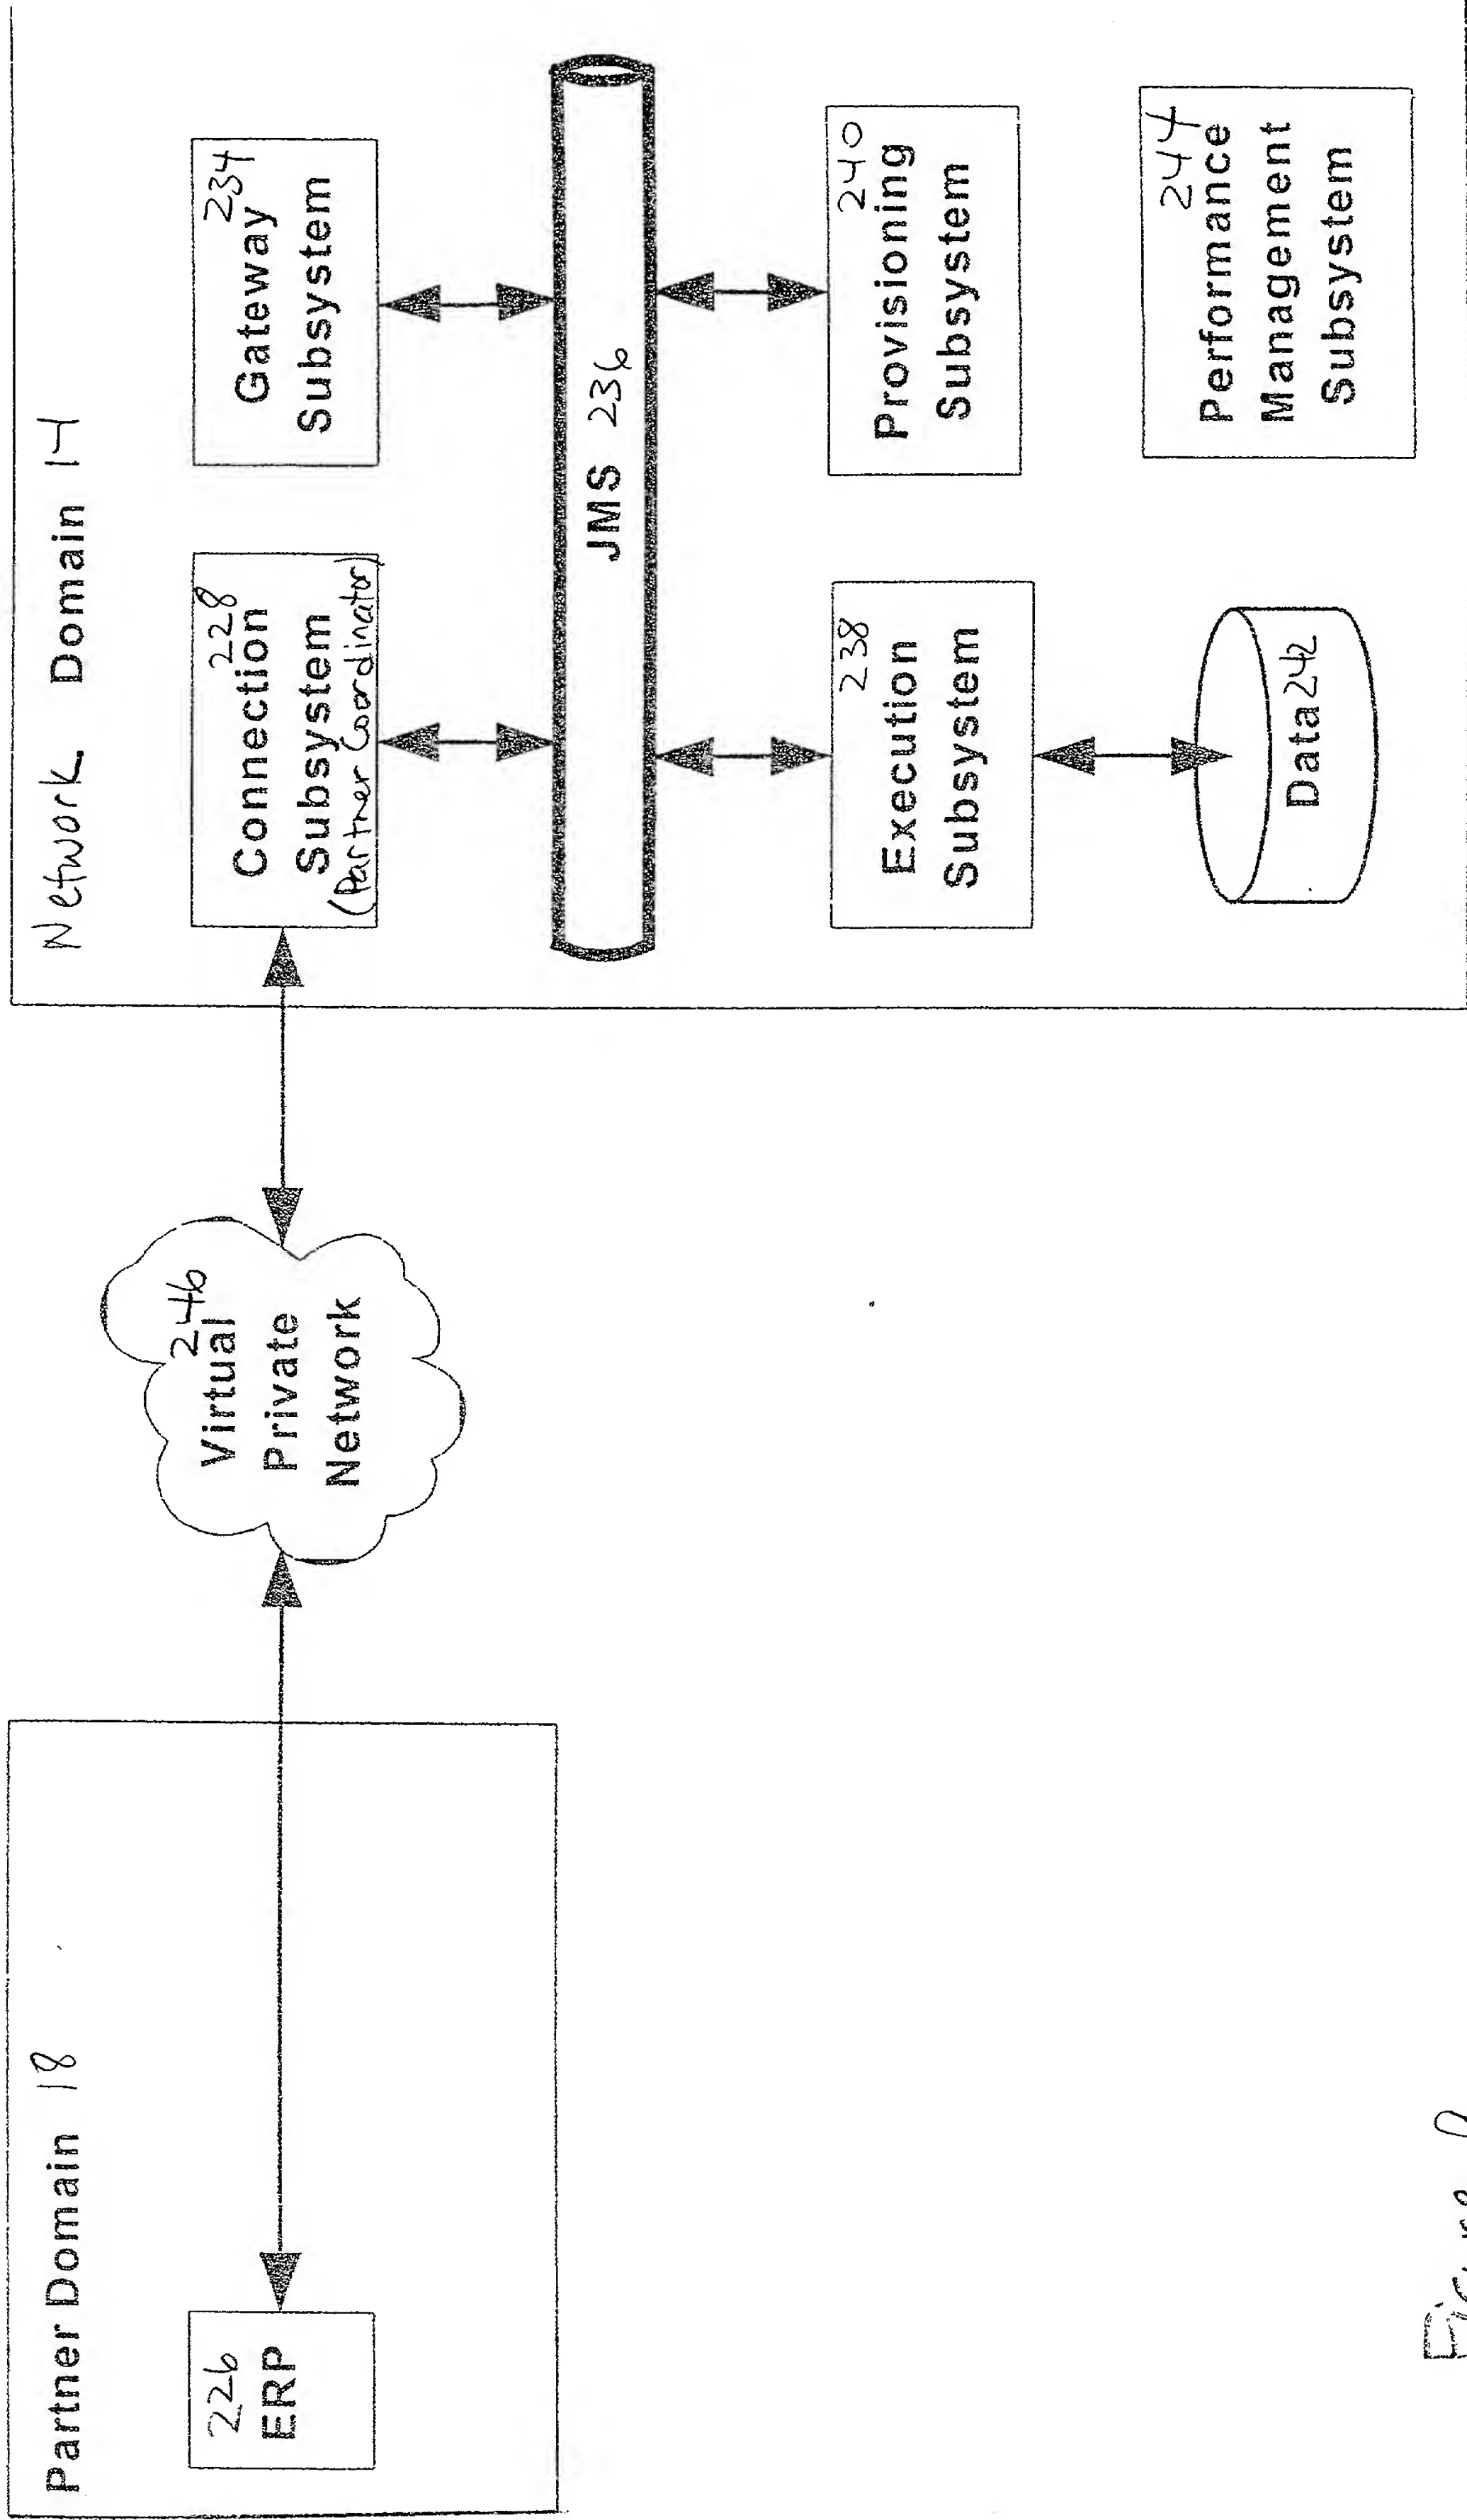 Partner Domain 18
226
ERP
246
Virtual
Private
Network
Network Domain 14
228
Connection
Subsystem
(Partner Coordinator)
234
Gateway
Subsystem
JMS 236
238
Execution
Subsystem
240
Provisioning
Subsystem
Data 242
244
Performance
Management
Subsystem